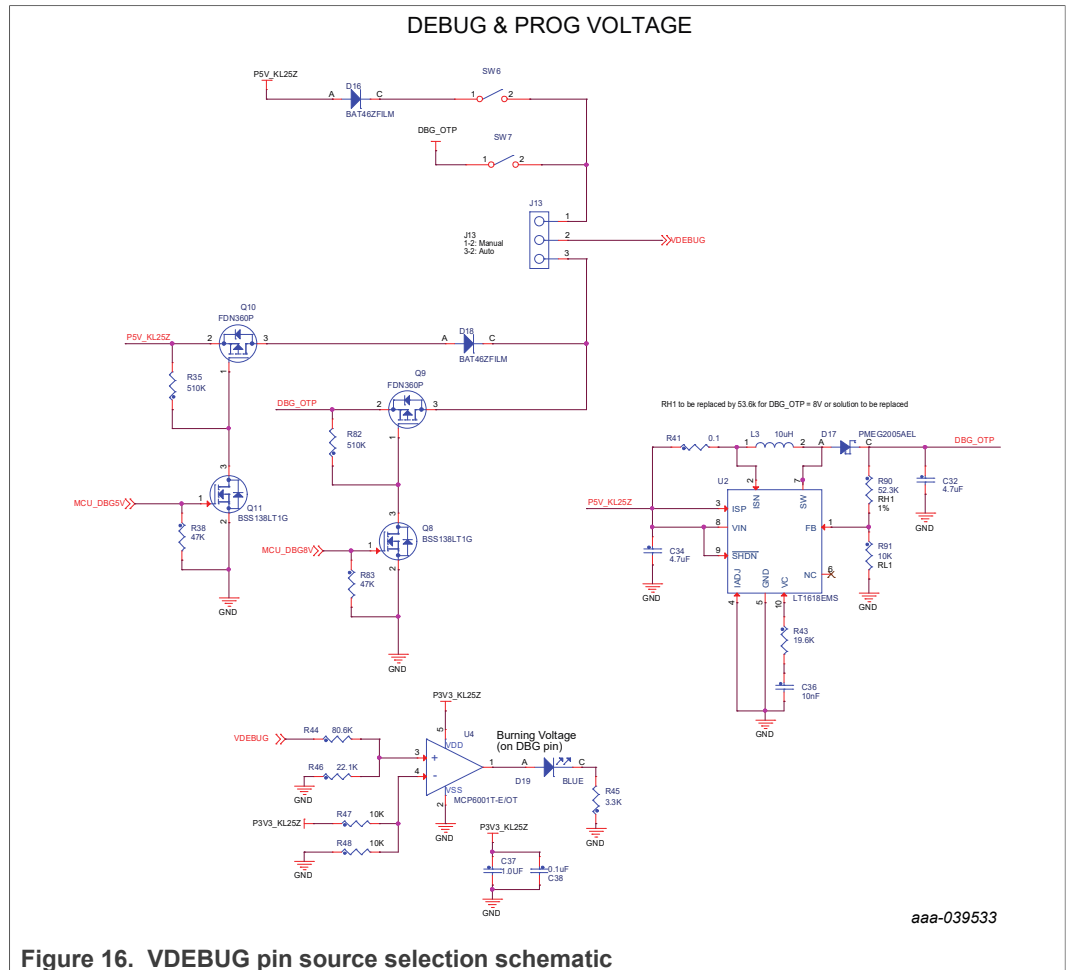 DEBUG & PROG VOLTAGE
P5V_KL25Z
D16
A
C
BAT46ZFILM
SW6
1
2
DBG_OTP
SW7
1
2
J13
1
2
3
J13
1-2: Manual
3-2: Auto
VDEBUG
Q10
FDN360P
P5V_KL25Z
2
3
1
D18
A
C
BAT46ZFILM
R35
510K
Q9
FDN360P
DBG_OTP
2
3
1
R82
510K
MCU_DBG5V
1
3
2
Q11
BSS138LT1G
R38
47K
GND
MCU_DBG8V
1
3
2
Q8
BSS138LT1G
R83
47K
GND
RH1 to be replaced by 53.6k for DBG_OTP = 8V or solution to be replaced
R41
0.1
L3
10uH
1
2
D17
A
C
PMEG2005AEL
DBG_OTP
U2
P5V_KL25Z
2
7
ISN
SW
3
ISP
8
VIN
9
SHDN
FB
1
NC
6
IADJ
GND
VC
4
5
10
LT1618EMS
C34
4.7uF
GND
R90
52.3K
RH1
1%
R91
10K
RL1
GND
C32
4.7uF
GND
R43
19.6K
C36
10nF
GND
P3V3_KL25Z
VDEBUG
R44
80.6K
R46
22.1K
GND
P3V3_KL25Z
R47
10K
R48
10K
GND
5
U4
VDD
3
+
4
-
1
VSS
2
MCP6001T-E/OT
GND
Burning Voltage
(on DBG pin)
A
C
D19
BLUE
R45
3.3K
GND
P3V3_KL25Z
C37
1.0UF
0.1uF
C38
GND
aaa-039533
Figure 16. VDEBUG pin source selection schematic